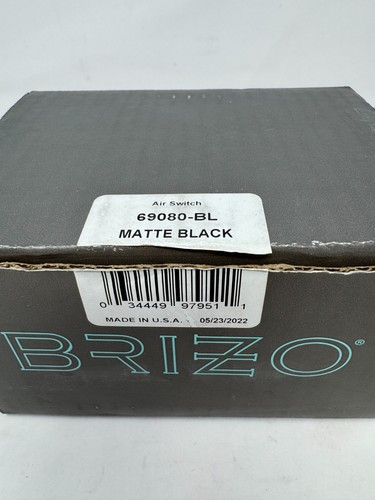 Air Switch
69080-BL
MATTE BLACK
0 34449 97951 1
MADE IN U.S.A. - 05/23/2022
BRIZO®